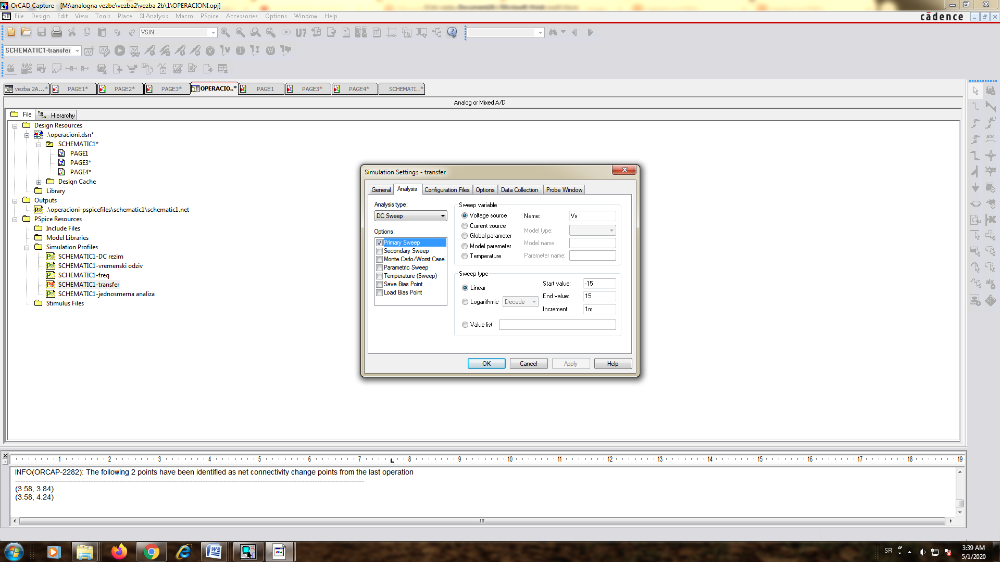 OrCAD Capture - [M:\analogna vezbe\vezba2\vezba 2b\1\OPERACIONI.opj]
File Design Edit View Tools Place SI Analysis Macro PSpice Accessories Options Window Help
cādence
VSIN
SCHEMATIC1-transfer
vezba 2A...* PAGE1* PAGE2* PAGE3* OPERACIO..* PAGE1 PAGE3* PAGE4* SCHEMATI..*
Analog or Mixed A/D
File Hierarchy
Design Resources
.\operacioni.dsn*
SCHEMATIC1*
PAGE1
PAGE3*
PAGE4*
Design Cache
Library
Outputs
.\operacioni-pspicefiles\schematic1\schematic1.net
PSpice Resources
Include Files
Model Libraries
Simulation Profiles
SCHEMATIC1-DC rezim
SCHEMATIC1-vremenski odziv
SCHEMATIC1-freq
SCHEMATIC1-transfer
SCHEMATIC1-jednosmerna analiza
Stimulus Files
Simulation Settings - transfer
General Analysis Configuration Files Options Data Collection Probe Window
Analysis type:
DC Sweep
Options:
Primary Sweep
Secondary Sweep
Monte Carlo/Worst Case
Parametric Sweep
Temperature (Sweep)
Save Bias Point
Load Bias Point
Sweep variable
Voltage source
Current source
Global parameter
Model parameter
Temperature
Name: Vx
Model type:
Model name:
Parameter name:
Sweep type
Linear
Logarithmic Decade
Value list
Start value: -15
End value: 15
Increment: 1m
OK Cancel Apply Help
1 2 3 4 5 6 7 8 9 10 11 12 13 14 15 16 17 18 19
INFO(ORCAP-2282): The following 2 points have been identified as net connectivity change points from the last operation
(3.58, 3.84)
(3.58, 4.24)
SR
3:39 AM
5/1/2020